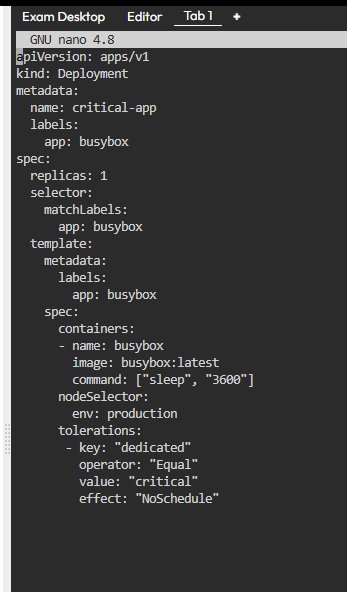 Exam Desktop Editor Tab 1 +
GNU nano 4.8
apiVersion: apps/v1
kind: Deployment
metadata:
  name: critical-app
  labels:
    app: busybox
spec:
  replicas: 1
  selector:
    matchLabels:
      app: busybox
  template:
    metadata:
      labels:
        app: busybox
    spec:
      containers:
      - name: busybox
        image: busybox:latest
        command: ["sleep", "3600"]
      nodeSelector:
        env: production
      tolerations:
       - key: "dedicated"
         operator: "Equal"
         value: "critical"
         effect: "NoSchedule"